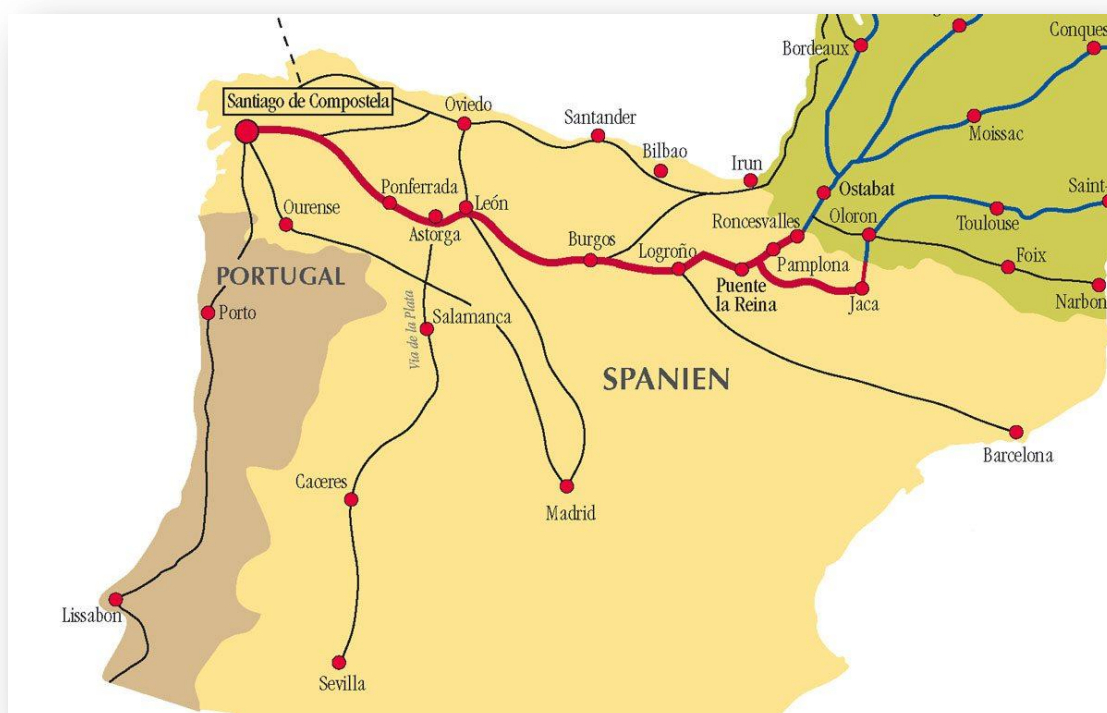 Bordeaux
Conques
Santiago de Compostela
Oviedo
Santander
Moissac
Bilbao
Irun
Ponferrada
Ostabat
Saint-
Ourense
León
Roncesvalles
Oloron
Toulouse
Astorga
Burgos
Logroño
Pamplona
Foix
PORTUGAL
Puente
la Reina
Jaca
Narbon
Porto
Salamanca
Via de la Plata
SPANIEN
Barcelona
Caceres
Madrid
Lissabon
Sevilla